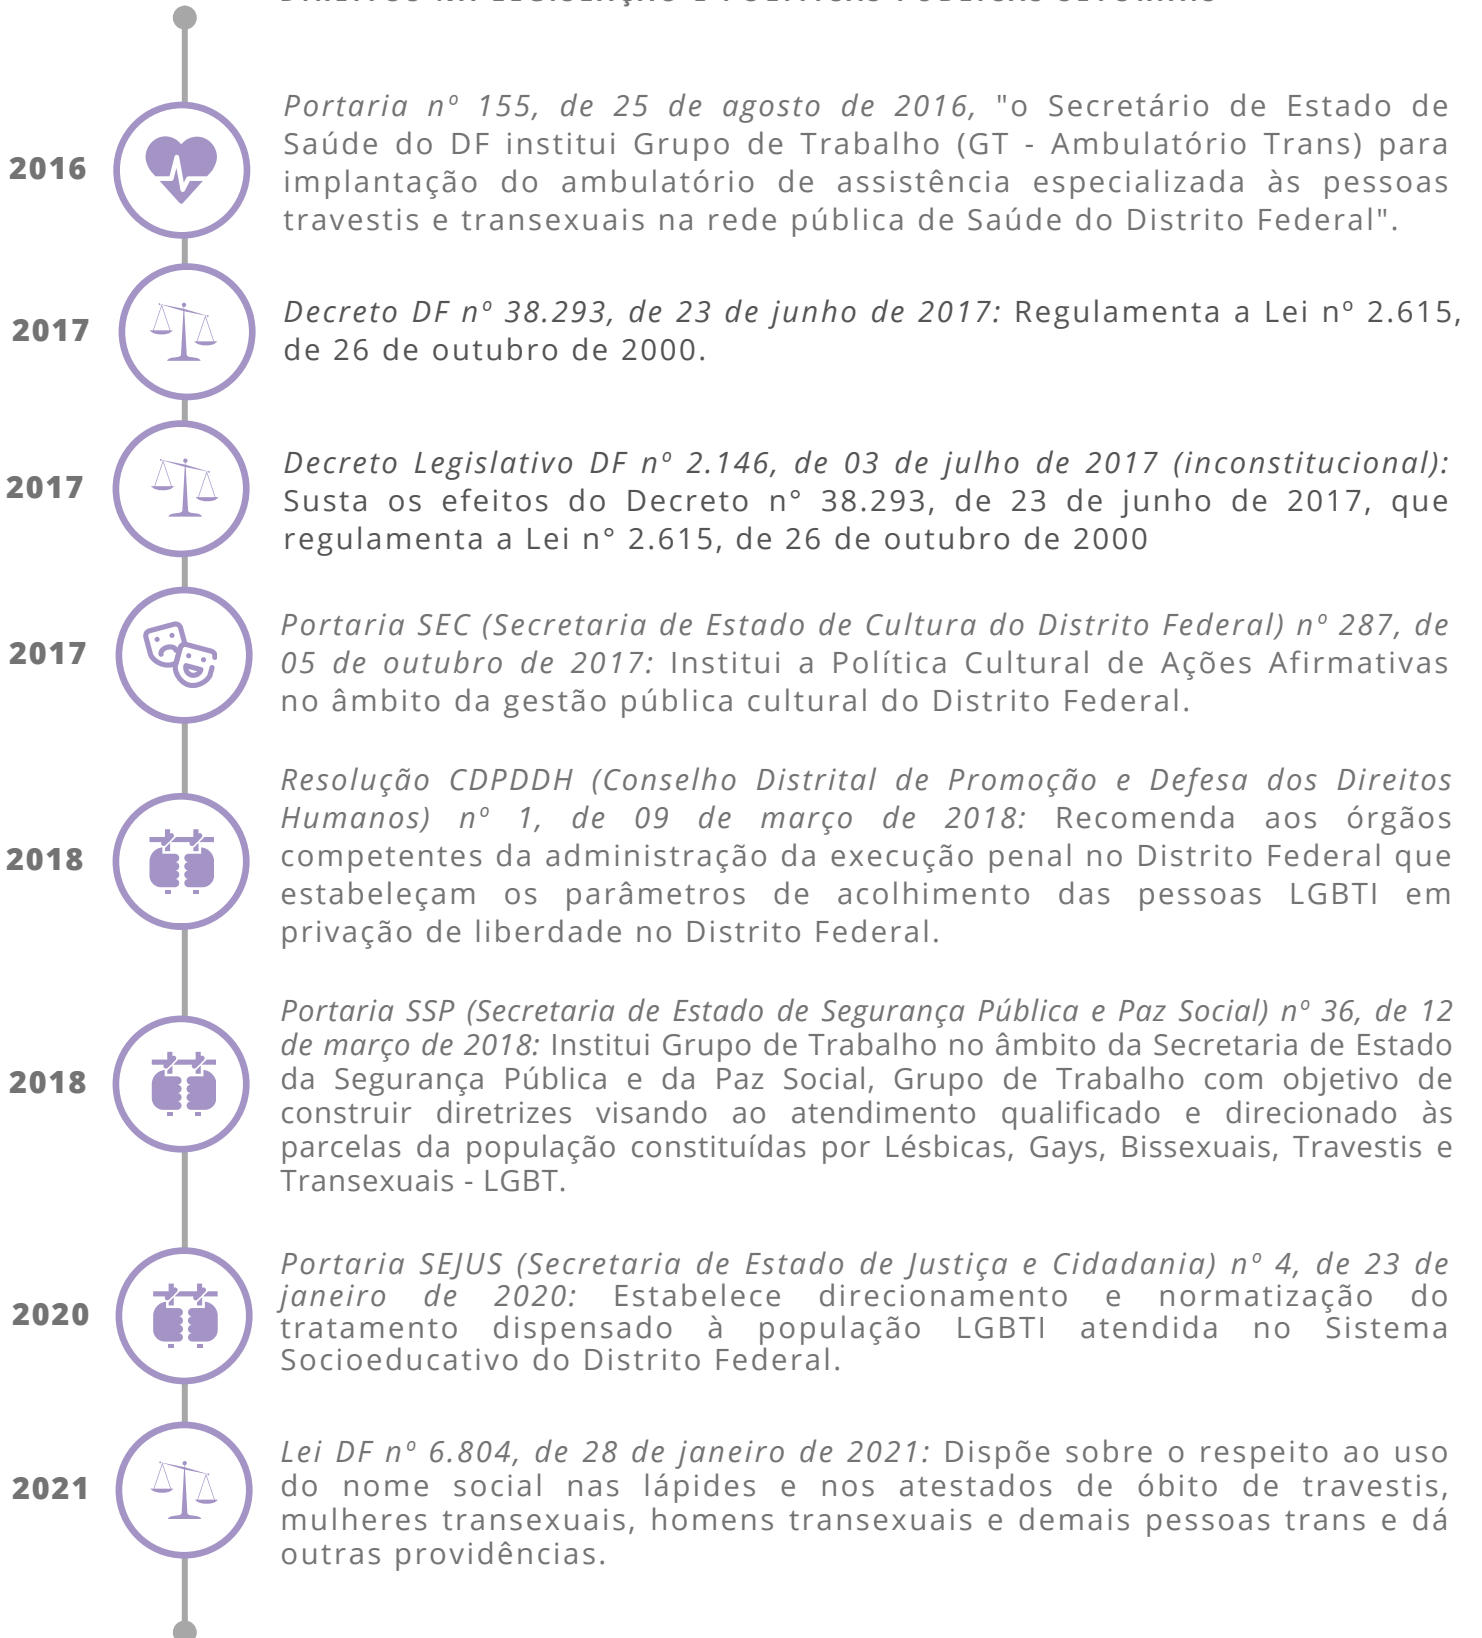 DIREITOS NA LEGISLAÇÃO E POLÍTICAS PÚBLICAS SETORIAIS
2016
Portaria nº 155, de 25 de agosto de 2016, "o Secretário de Estado de
Saúde do DF institui Grupo de Trabalho (GT - Ambulatório Trans) para
implantação do ambulatório de assistência especializada às pessoas
travestis e transexuais na rede pública de Saúde do Distrito Federal".
2017
Decreto DF nº 38.293, de 23 de junho de 2017: Regulamenta a Lei nº 2.615,
de 26 de outubro de 2000.
2017
Decreto Legislativo DF nº 2.146, de 03 de julho de 2017 (inconstitucional):
Susta os efeitos do Decreto n° 38.293, de 23 de junho de 2017, que
regulamenta a Lei n° 2.615, de 26 de outubro de 2000
2017
Portaria SEC (Secretaria de Estado de Cultura do Distrito Federal) nº 287, de
05 de outubro de 2017: Institui a Política Cultural de Ações Afirmativas
no âmbito da gestão pública cultural do Distrito Federal.
2018
Resolução CDPDDH (Conselho Distrital de Promoção e Defesa dos Direitos
Humanos) nº 1, de 09 de março de 2018: Recomenda aos órgãos
competentes da administração da execução penal no Distrito Federal que
estabeleçam os parâmetros de acolhimento das pessoas LGBTI em
privação de liberdade no Distrito Federal.
2018
Portaria SSP (Secretaria de Estado de Segurança Pública e Paz Social) nº 36, de 12
de março de 2018: Institui Grupo de Trabalho no âmbito da Secretaria de Estado
da Segurança Pública e da Paz Social, Grupo de Trabalho com objetivo de
construir diretrizes visando ao atendimento qualificado e direcionado às
parcelas da população constituídas por Lésbicas, Gays, Bissexuais, Travestis e
Transexuais - LGBT.
2020
Portaria SEJUS (Secretaria de Estado de Justiça e Cidadania) nº 4, de 23 de
janeiro de 2020: Estabelece direcionamento e normatização do
tratamento dispensado à população LGBTI atendida no Sistema
Socioeducativo do Distrito Federal.
2021
Lei DF nº 6.804, de 28 de janeiro de 2021: Dispõe sobre o respeito ao uso
do nome social nas lápides e nos atestados de óbito de travestis,
mulheres transexuais, homens transexuais e demais pessoas trans e dá
outras providências.